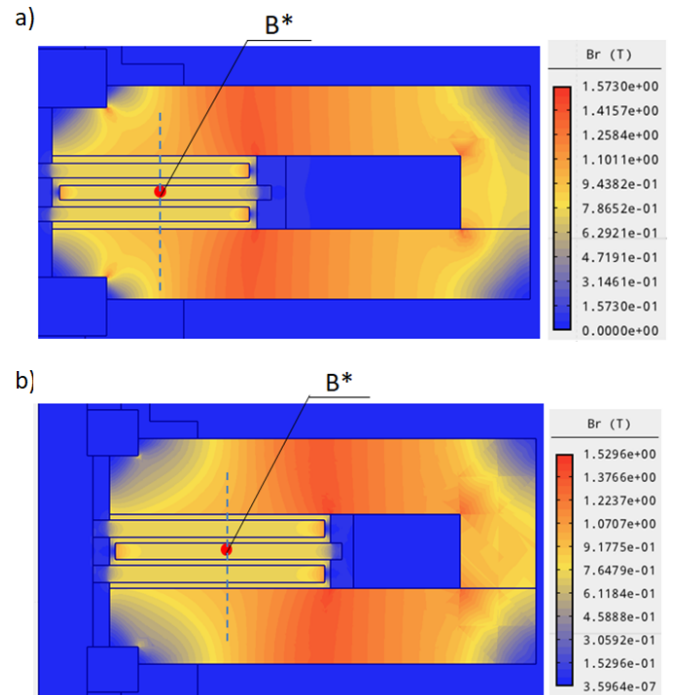 a)
B*
Br (T)
1.5730e+00
1.4157e+00
1.2584e+00
1.1011e+00
9.4382e-01
7.8652e-01
6.2921e-01
4.7191e-01
3.1461e-01
1.5730e-01
0.0000e+00
b)
B*
Br (T)
1.5296e+00
1.3766e+00
1.2237e+00
1.0707e+00
9.1775e-01
7.6479e-01
6.1184e-01
4.5888e-01
3.0592e-01
1.5296e-01
3.5964e-07